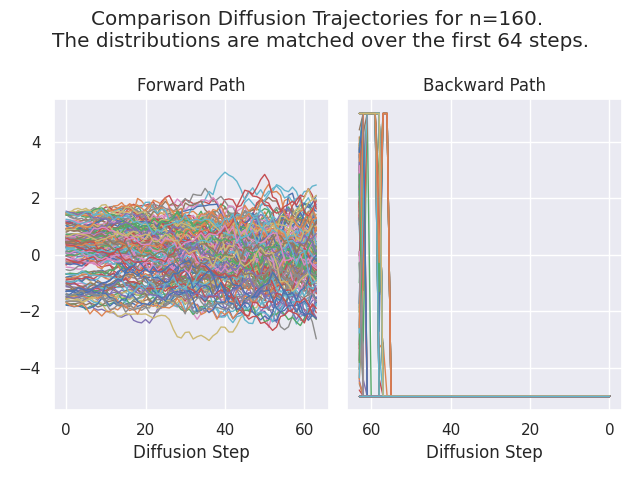 Comparison Diffusion Trajectories for n=160.
The distributions are matched over the first 64 steps.
Forward Path
Backward Path
4
2
0
−2
−4
0 20 40 60
60 40 20 0
Diffusion Step
Diffusion Step